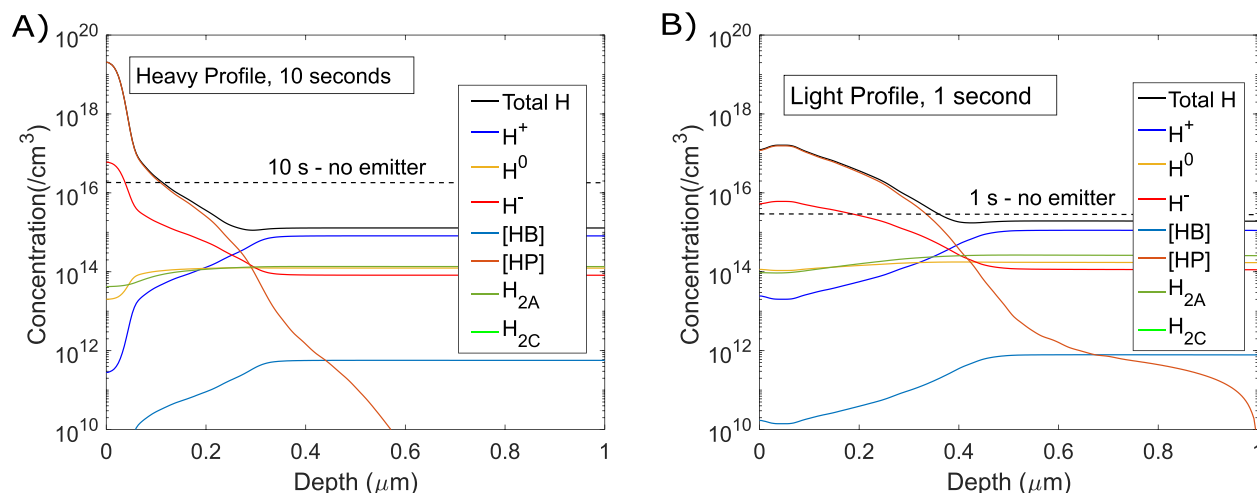 A)
10^20
10^18
10^16
10^14
10^12
10^10
Concentration(/cm^3)
Heavy Profile, 10 seconds
10 s - no emitter
Total H
H^+
H^0
H^-
[HB]
[HP]
H_2A
H_2C
0
0.2
0.4
0.6
0.8
1
Depth (μm)
B)
10^20
10^18
10^16
10^14
10^12
10^10
Concentration(/cm^3)
Light Profile, 1 second
1 s - no emitter
Total H
H^+
H^0
H^-
[HB]
[HP]
H_2A
H_2C
0
0.2
0.4
0.6
0.8
1
Depth (μm)